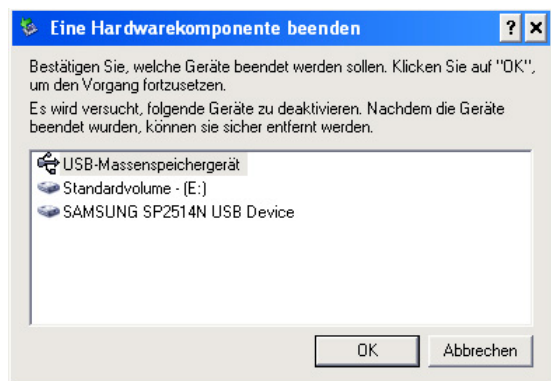 Eine Hardwarekomponente beenden
Bestätigen Sie, welche Geräte beendet werden sollen. Klicken Sie auf "OK",
um den Vorgang fortzusetzen.
Es wird versucht, folgende Geräte zu deaktivieren. Nachdem die Geräte
beendet wurden, können sie sicher entfernt werden.
USB-Massenspeichergerät
Standardvolume - (E:)
SAMSUNG SP2514N USB Device
OK Abbrechen